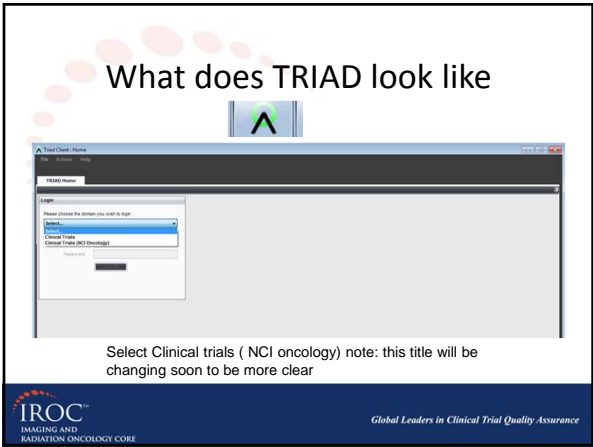 What does TRIAD look like
Triad Client : Home
File Actions Help
TRIAD Home
Login
Please choose the domain you wish to login
Select...
Select...
Clinical Trials
Clinical Trials (NCI Oncology)
Password
Select Clinical trials ( NCI oncology) note: this title will be
changing soon to be more clear
IROC™
IMAGING AND
RADIATION ONCOLOGY CORE
Global Leaders in Clinical Trial Quality Assurance